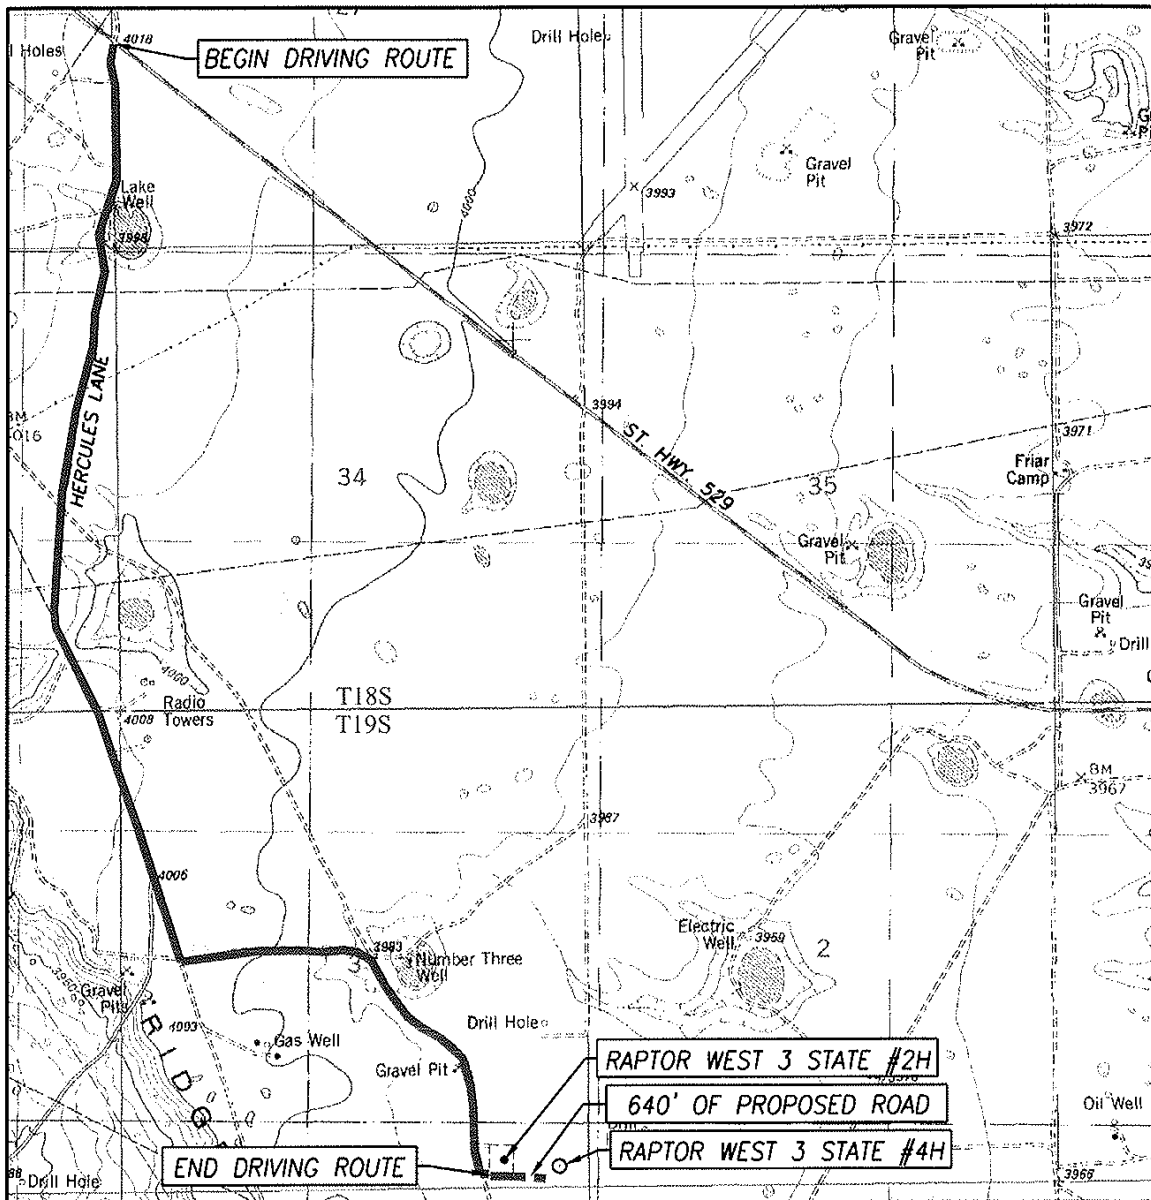 4018
Drill Hole
Gravel
Pit
Holes
BEGIN DRIVING ROUTE
Gravel
Pit
3993
Lake
Well
4000
3972
HERCULES LANE
3994
3971
ST. HWY. 529
34
35
Friar
Camp
Gravel
Pit
Gravel
Pit
Drill
4000
Radio
Towers
T18S
T19S
4008
BM
3967
3987
4006
Electric
Well
3959
2
3983
3
Number Three
Well
Gravel
Pits
Drill Hole
4003
Gas Well
RIDG
Gravel Pit
RAPTOR WEST 3 STATE #2H
640' OF PROPOSED ROAD
Oil Well
RAPTOR WEST 3 STATE #4H
END DRIVING ROUTE
Drill Hole
3966